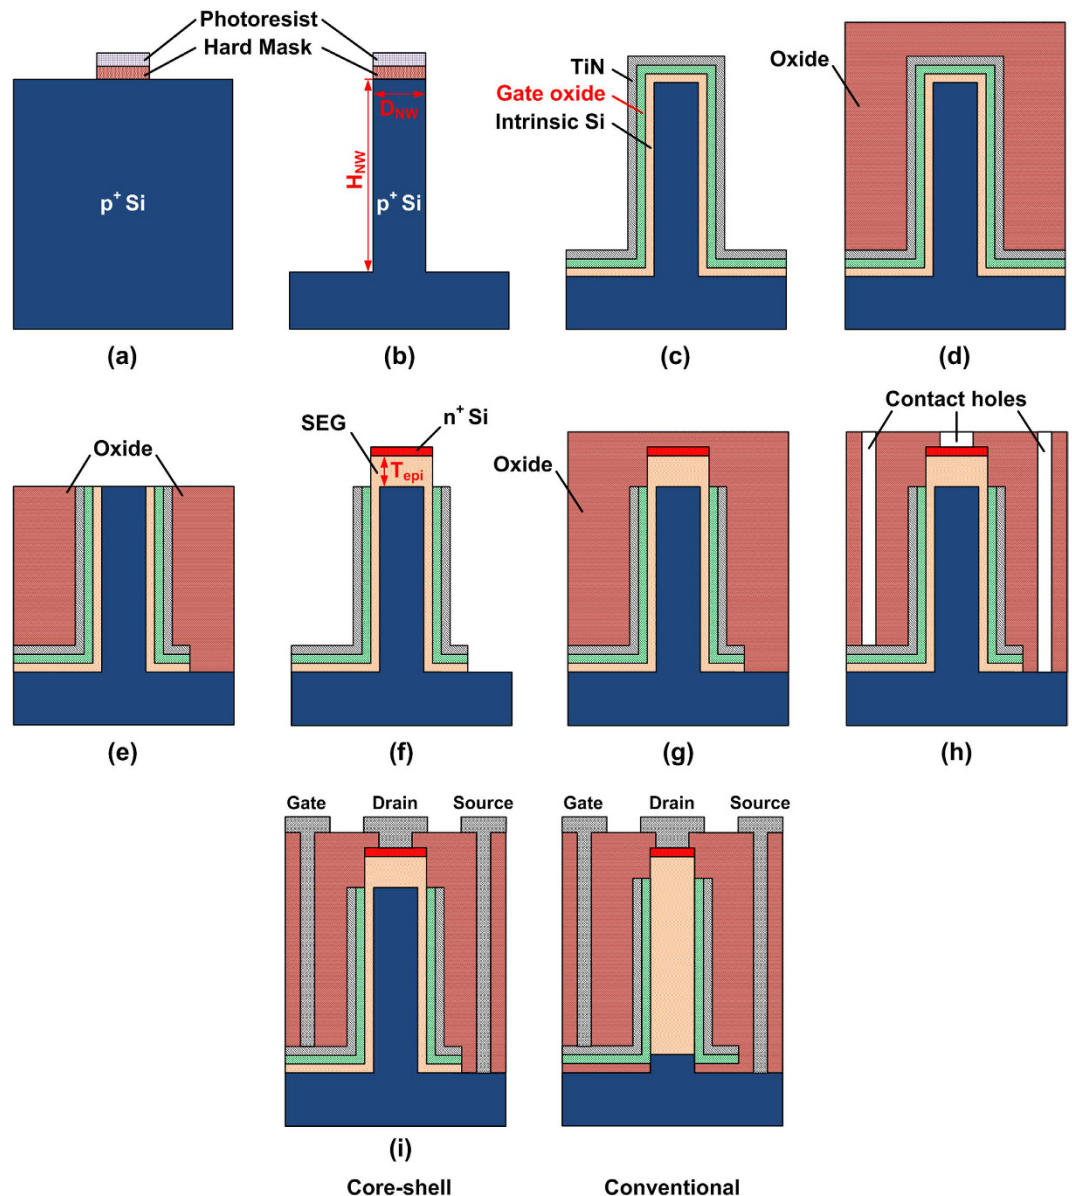 Photoresist
Hard Mask
D_NW
H_NW
p⁺ Si
p⁺ Si
TiN
Gate oxide
Intrinsic Si
Oxide
(a)
(b)
(c)
(d)
Oxide
SEG
n⁺ Si
T_epi
Oxide
Contact holes
(e)
(f)
(g)
(h)
Gate
Drain
Source
Gate
Drain
Source
(i)
Core-shell
Conventional